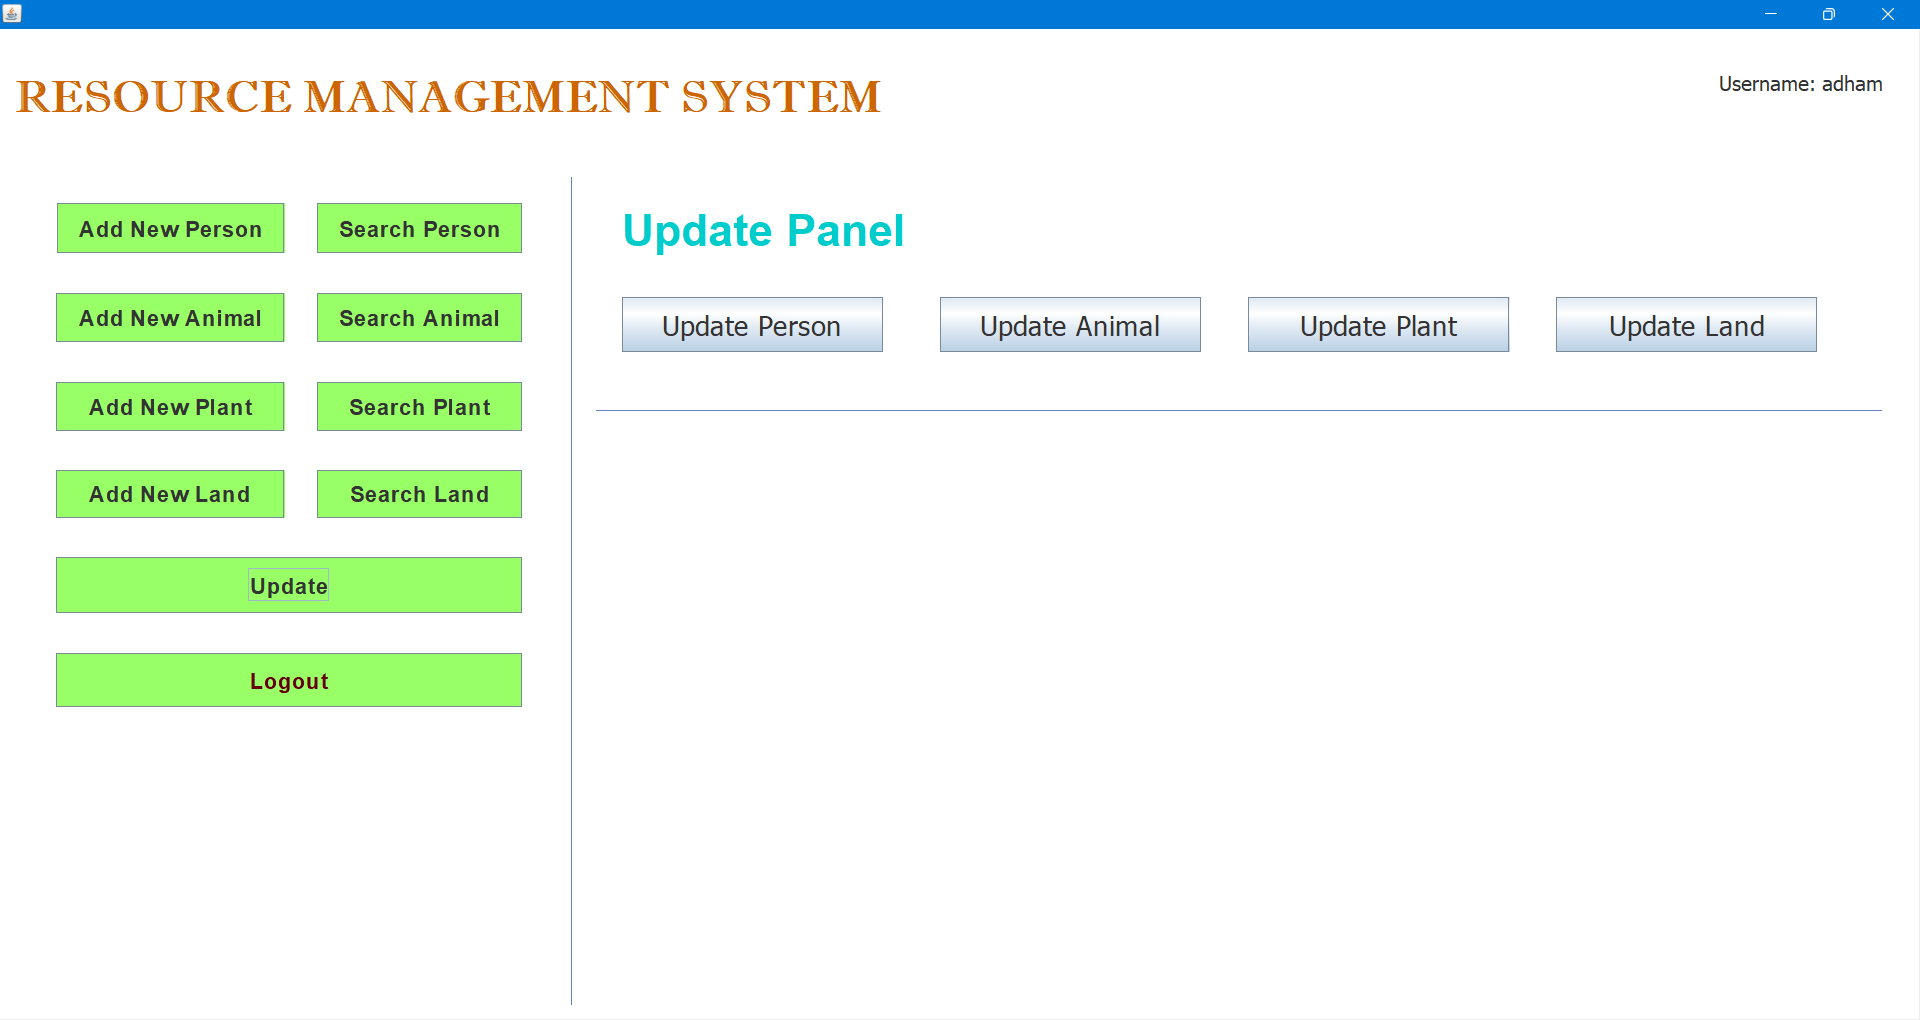 RESOURCE MANAGEMENT SYSTEM
Username: adham
Add New Person
Search Person
Add New Animal
Search Animal
Add New Plant
Search Plant
Add New Land
Search Land
Update
Logout
Update Panel
Update Person
Update Animal
Update Plant
Update Land